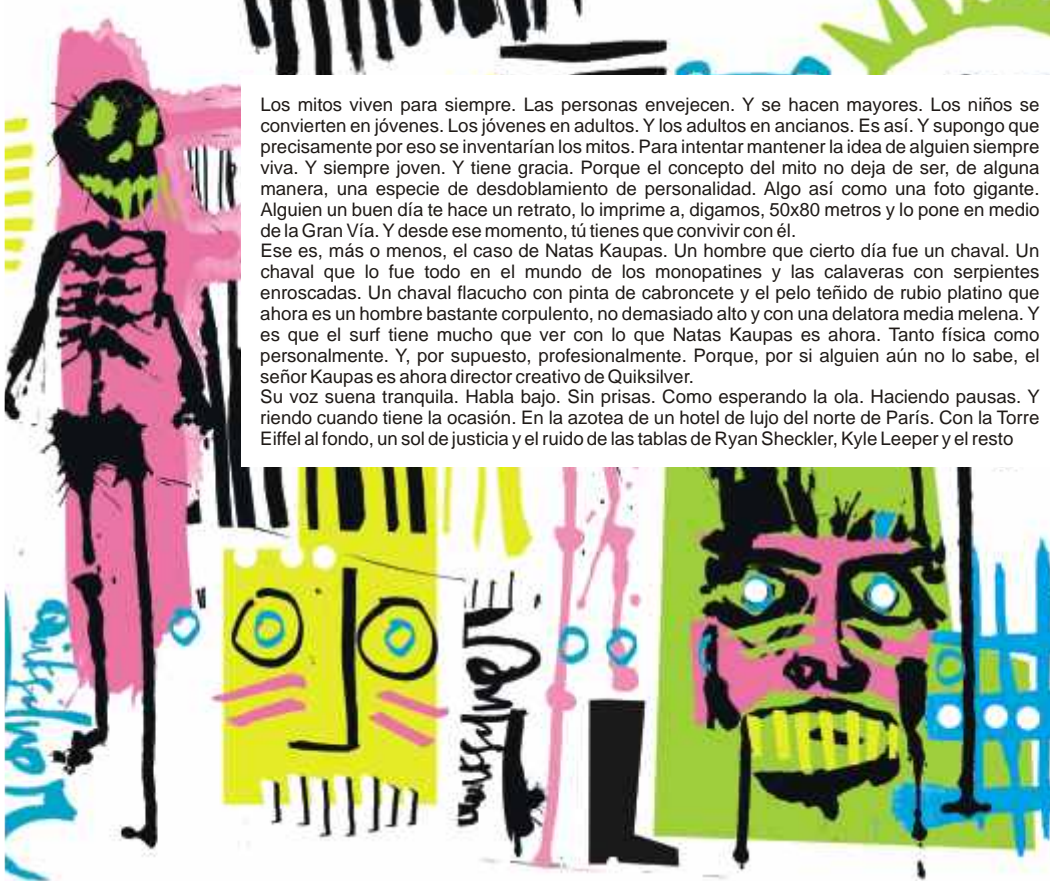 Los mitos viven para siempre. Las personas envejecen. Y se hacen mayores. Los niños se
convierten en jóvenes. Los jóvenes en adultos. Y los adultos en ancianos. Es así. Y supongo que
precisamente por eso se inventarían los mitos. Para intentar mantener la idea de alguien siempre
viva. Y siempre joven. Y tiene gracia. Porque el concepto del mito no deja de ser, de alguna
manera, una especie de desdoblamiento de personalidad. Algo así como una foto gigante.
Alguien un buen día te hace un retrato, lo imprime a, digamos, 50x80 metros y lo pone en medio
de la Gran Vía. Y desde ese momento, tú tienes que convivir con él.
Ese es, más o menos, el caso de Natas Kaupas. Un hombre que cierto día fue un chaval. Un
chaval que lo fue todo en el mundo de los monopatines y las calaveras con serpientes
enroscadas. Un chaval flacucho con pinta de cabroncete y el pelo teñido de rubio platino que
ahora es un hombre bastante corpulento, no demasiado alto y con una delatora media melena. Y
es que el surf tiene mucho que ver con lo que Natas Kaupas es ahora. Tanto física como
personalmente. Y, por supuesto, profesionalmente. Porque, por si alguien aún no lo sabe, el
señor Kaupas es ahora director creativo de Quiksilver.
Su voz suena tranquila. Habla bajo. Sin prisas. Como esperando la ola. Haciendo pausas. Y
riendo cuando tiene la ocasión. En la azotea de un hotel de lujo del norte de París. Con la Torre
Eiffel al fondo, un sol de justicia y el ruido de las tablas de Ryan Sheckler, Kyle Leeper y el resto
quiksilver
quiksilver